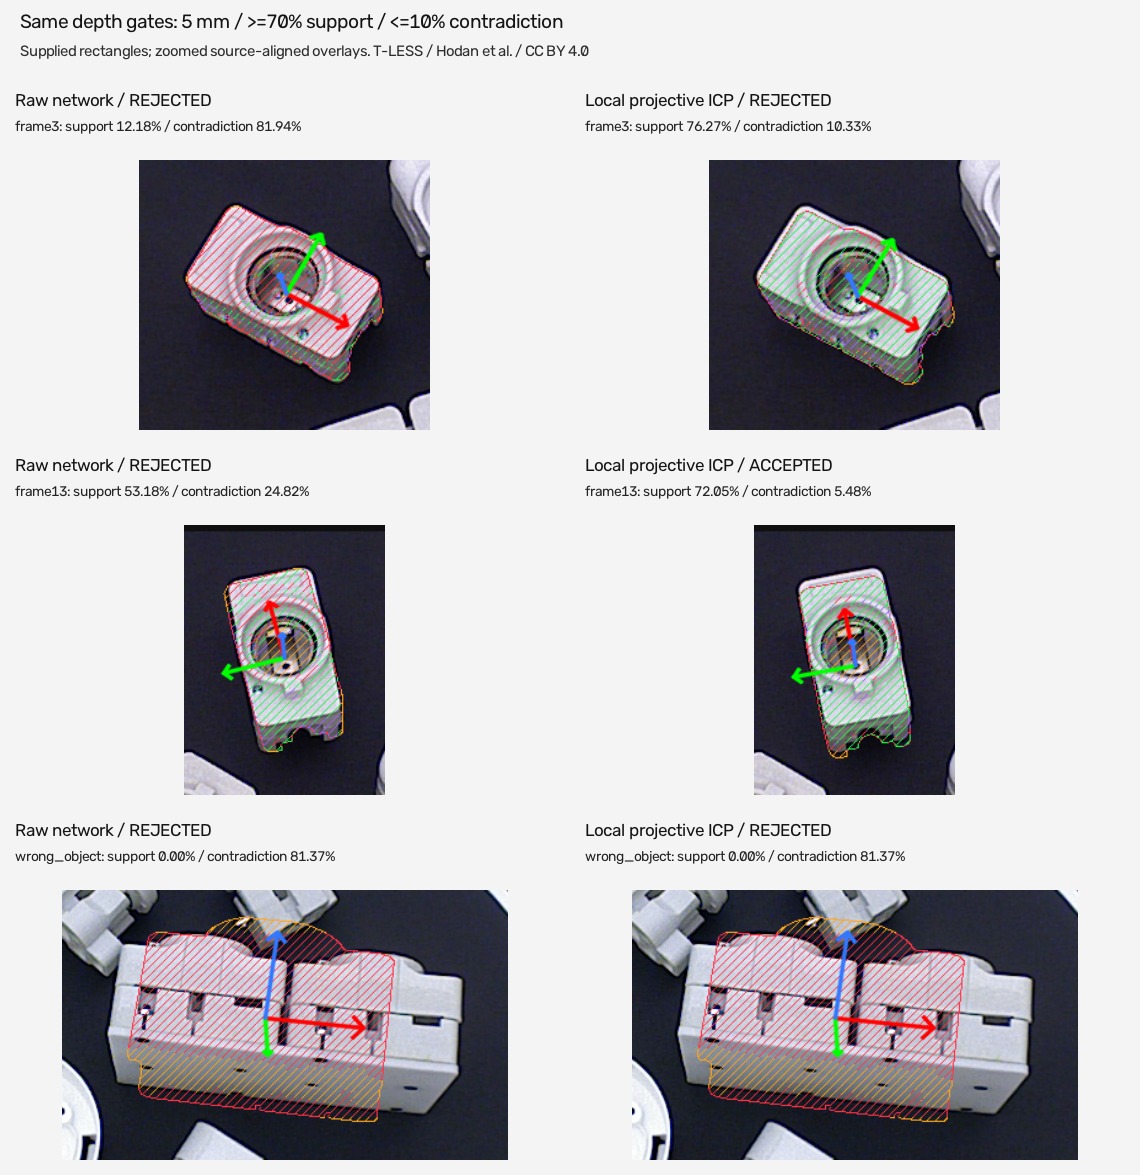 Same depth gates: 5 mm / >=70% support / <=10% contradiction
Supplied rectangles; zoomed source-aligned overlays. T-LESS / Hodan et al. / CC BY 4.0
Raw network / REJECTED
frame3: support 12.18% / contradiction 81.94%
Local projective ICP / REJECTED
frame3: support 76.27% / contradiction 10.33%
Raw network / REJECTED
frame13: support 53.18% / contradiction 24.82%
Local projective ICP / ACCEPTED
frame13: support 72.05% / contradiction 5.48%
Raw network / REJECTED
wrong_object: support 0.00% / contradiction 81.37%
Local projective ICP / REJECTED
wrong_object: support 0.00% / contradiction 81.37%